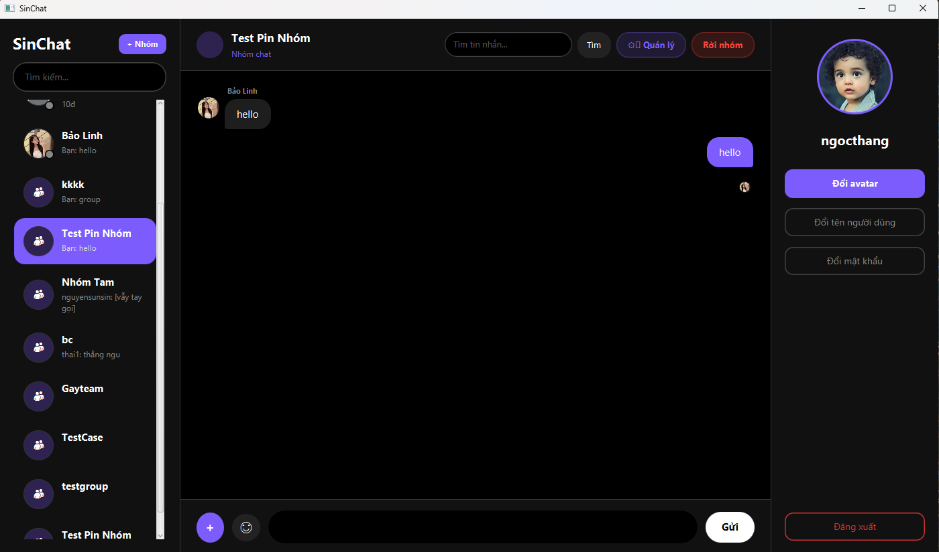 SinChat
SinChat
+ Nhóm
Tìm kiếm...
10d
Bảo Linh
Bạn: hello
kkkk
Bạn: group
Test Pin Nhóm
Bạn: hello
Nhóm Tam
nguyensunsin: [vẫy tay
gọi]
bc
thai1: thắng ngu
Gayteam
TestCase
testgroup
Test Pin Nhóm
Test Pin Nhóm
Nhóm chat
Tìm tin nhắn...
Tìm
Quản lý
Rời nhóm
Bảo Linh
hello
hello
+
Gửi
ngocthang
Đổi avatar
Đổi tên người dùng
Đổi mật khẩu
Đăng xuất